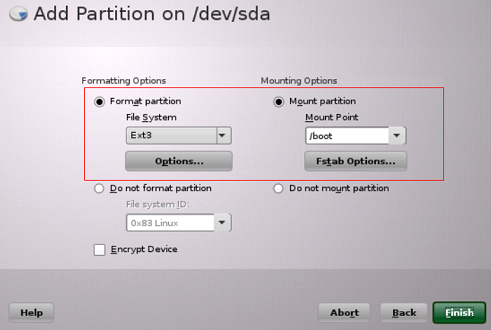 Add Partition on /dev/sda
Formatting Options
Mounting Options
Format partition
File System
Ext3
Options...
Do not format partition
File system ID:
0x83 Linux
Encrypt Device
Mount partition
Mount Point
/boot
Fstab Options...
Do not mount partition
Help
Abort
Back
Finish